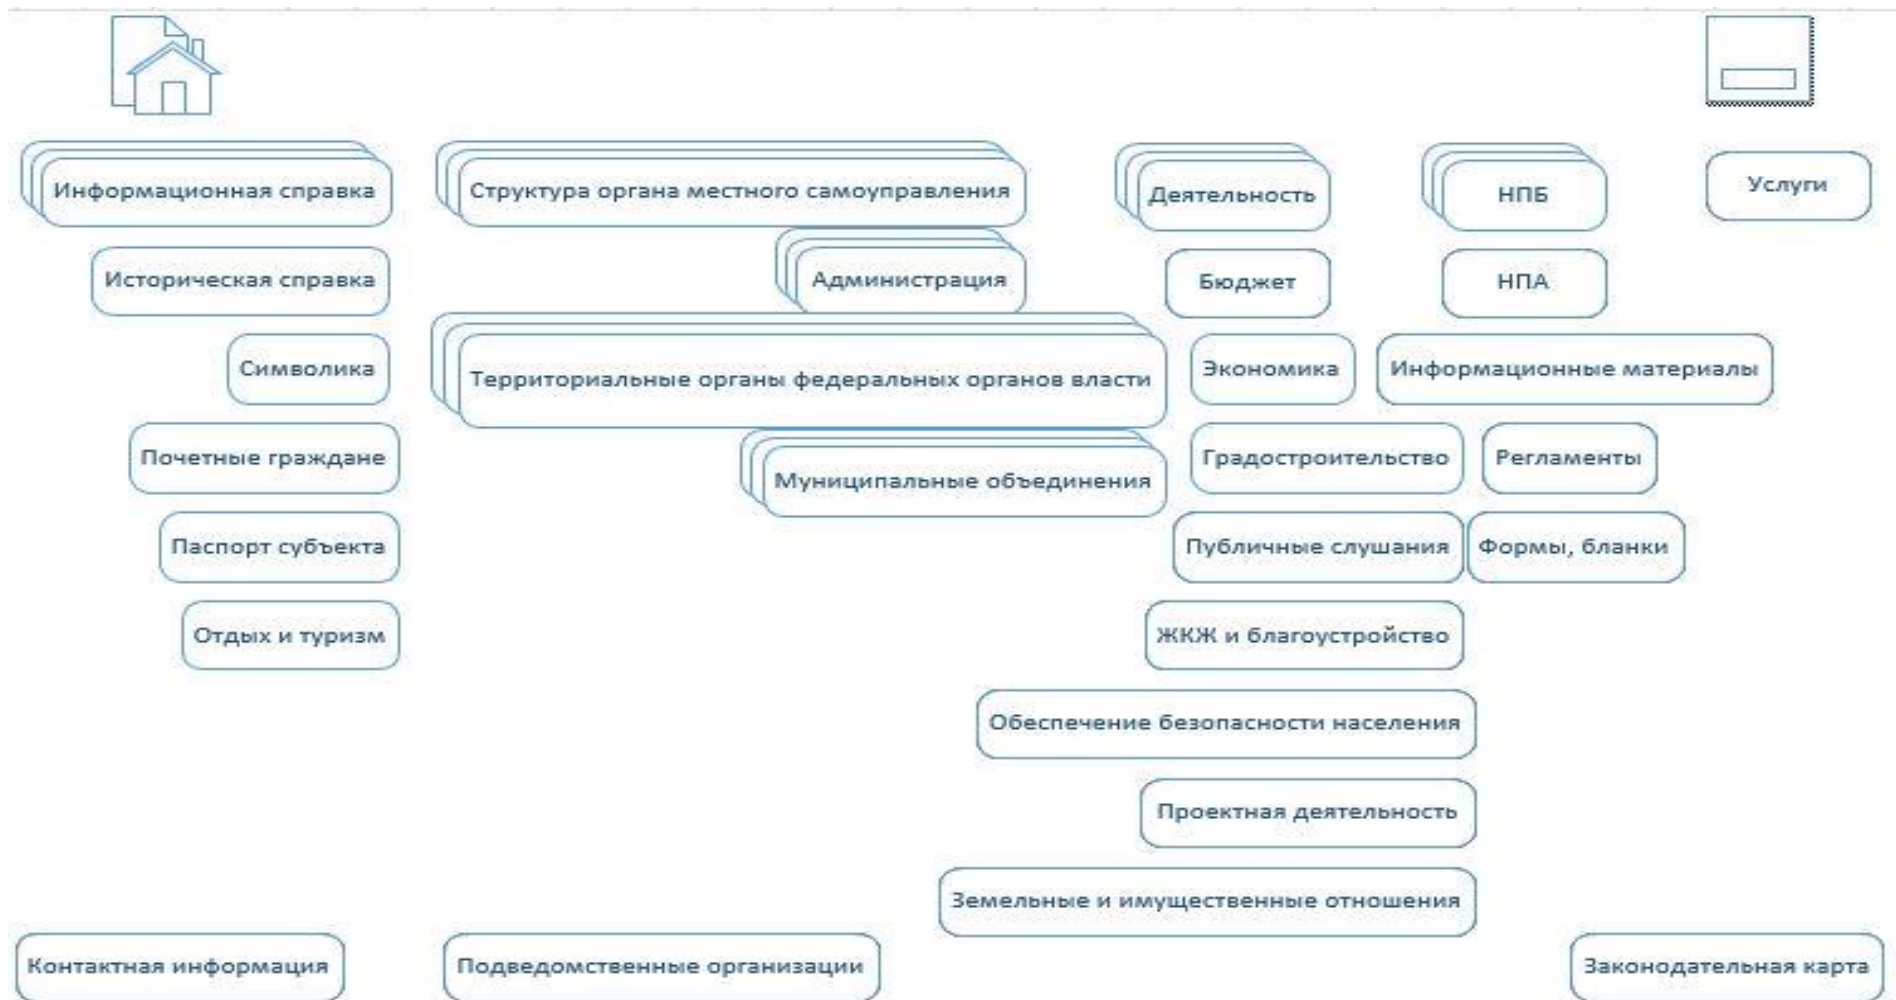 Информационная справка
Структура органа местного самоуправления
Деятельность
НПБ
Услуги
Историческая справка
Администрация
Бюджет
НПА
Символика
Территориальные органы федеральных органов власти
Экономика
Информационные материалы
Почетные граждане
Муниципальные объединения
Градостроительство
Регламенты
Паспорт субъекта
Публичные слушания
Формы, бланки
Отдых и туризм
ЖКЖ и благоустройство
Обеспечение безопасности населения
Проектная деятельность
Земельные и имущественные отношения
Контактная информация
Подведомственные организации
Законодательная карта